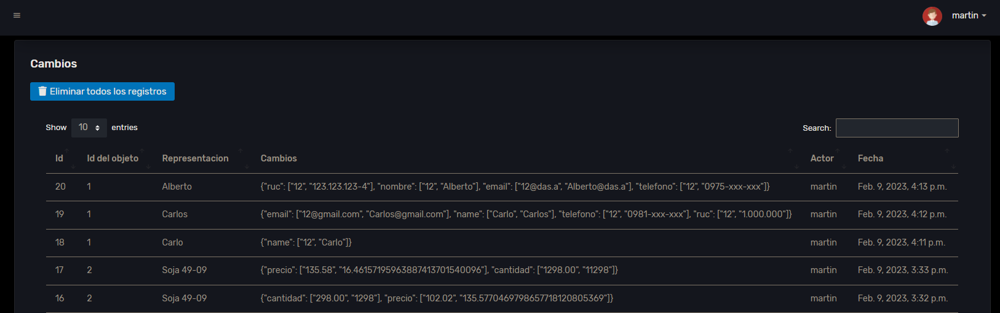 martin
Cambios
Eliminar todos los registros
Show 10 entries Search:
Id Id del objeto Representacion Cambios Actor Fecha
20 1 Alberto {"ruc": ["12", "123.123.123-4"], "nombre": ["12", "Alberto"], "email": ["12@das.a", "Alberto@das.a"], "telefono": ["12", "0975-xxx-xxx"]} martin Feb. 9, 2023, 4:13 p.m.
19 1 Carlos {"email": ["12@gmail.com", "Carlos@gmail.com"], "name": ["Carlo", "Carlos"], "telefono": ["12", "0981-xxx-xxx"], "ruc": ["12", "1.000.000"]} martin Feb. 9, 2023, 4:12 p.m.
18 1 Carlo {"name": ["12", "Carlo"]} martin Feb. 9, 2023, 4:11 p.m.
17 2 Soja 49-09 {"precio": ["135.58", "16.46157195963887413701540096"], "cantidad": ["1298.00", "11298"]} martin Feb. 9, 2023, 3:33 p.m.
16 2 Soja 49-09 {"cantidad": ["298.00", "1298"], "precio": ["102.02", "135.5770469798657718120805369"]} martin Feb. 9, 2023, 3:32 p.m.